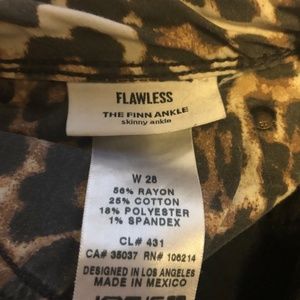 FLAWLESS
THE FINN ANKLE
skinny ankle
W 28
56% RAYON
25% COTTON
18% POLYESTER
1% SPANDEX
CL# 431
CA# 35037 RN# 106214
DESIGNED IN LOS ANGELES
MADE IN MEXICO